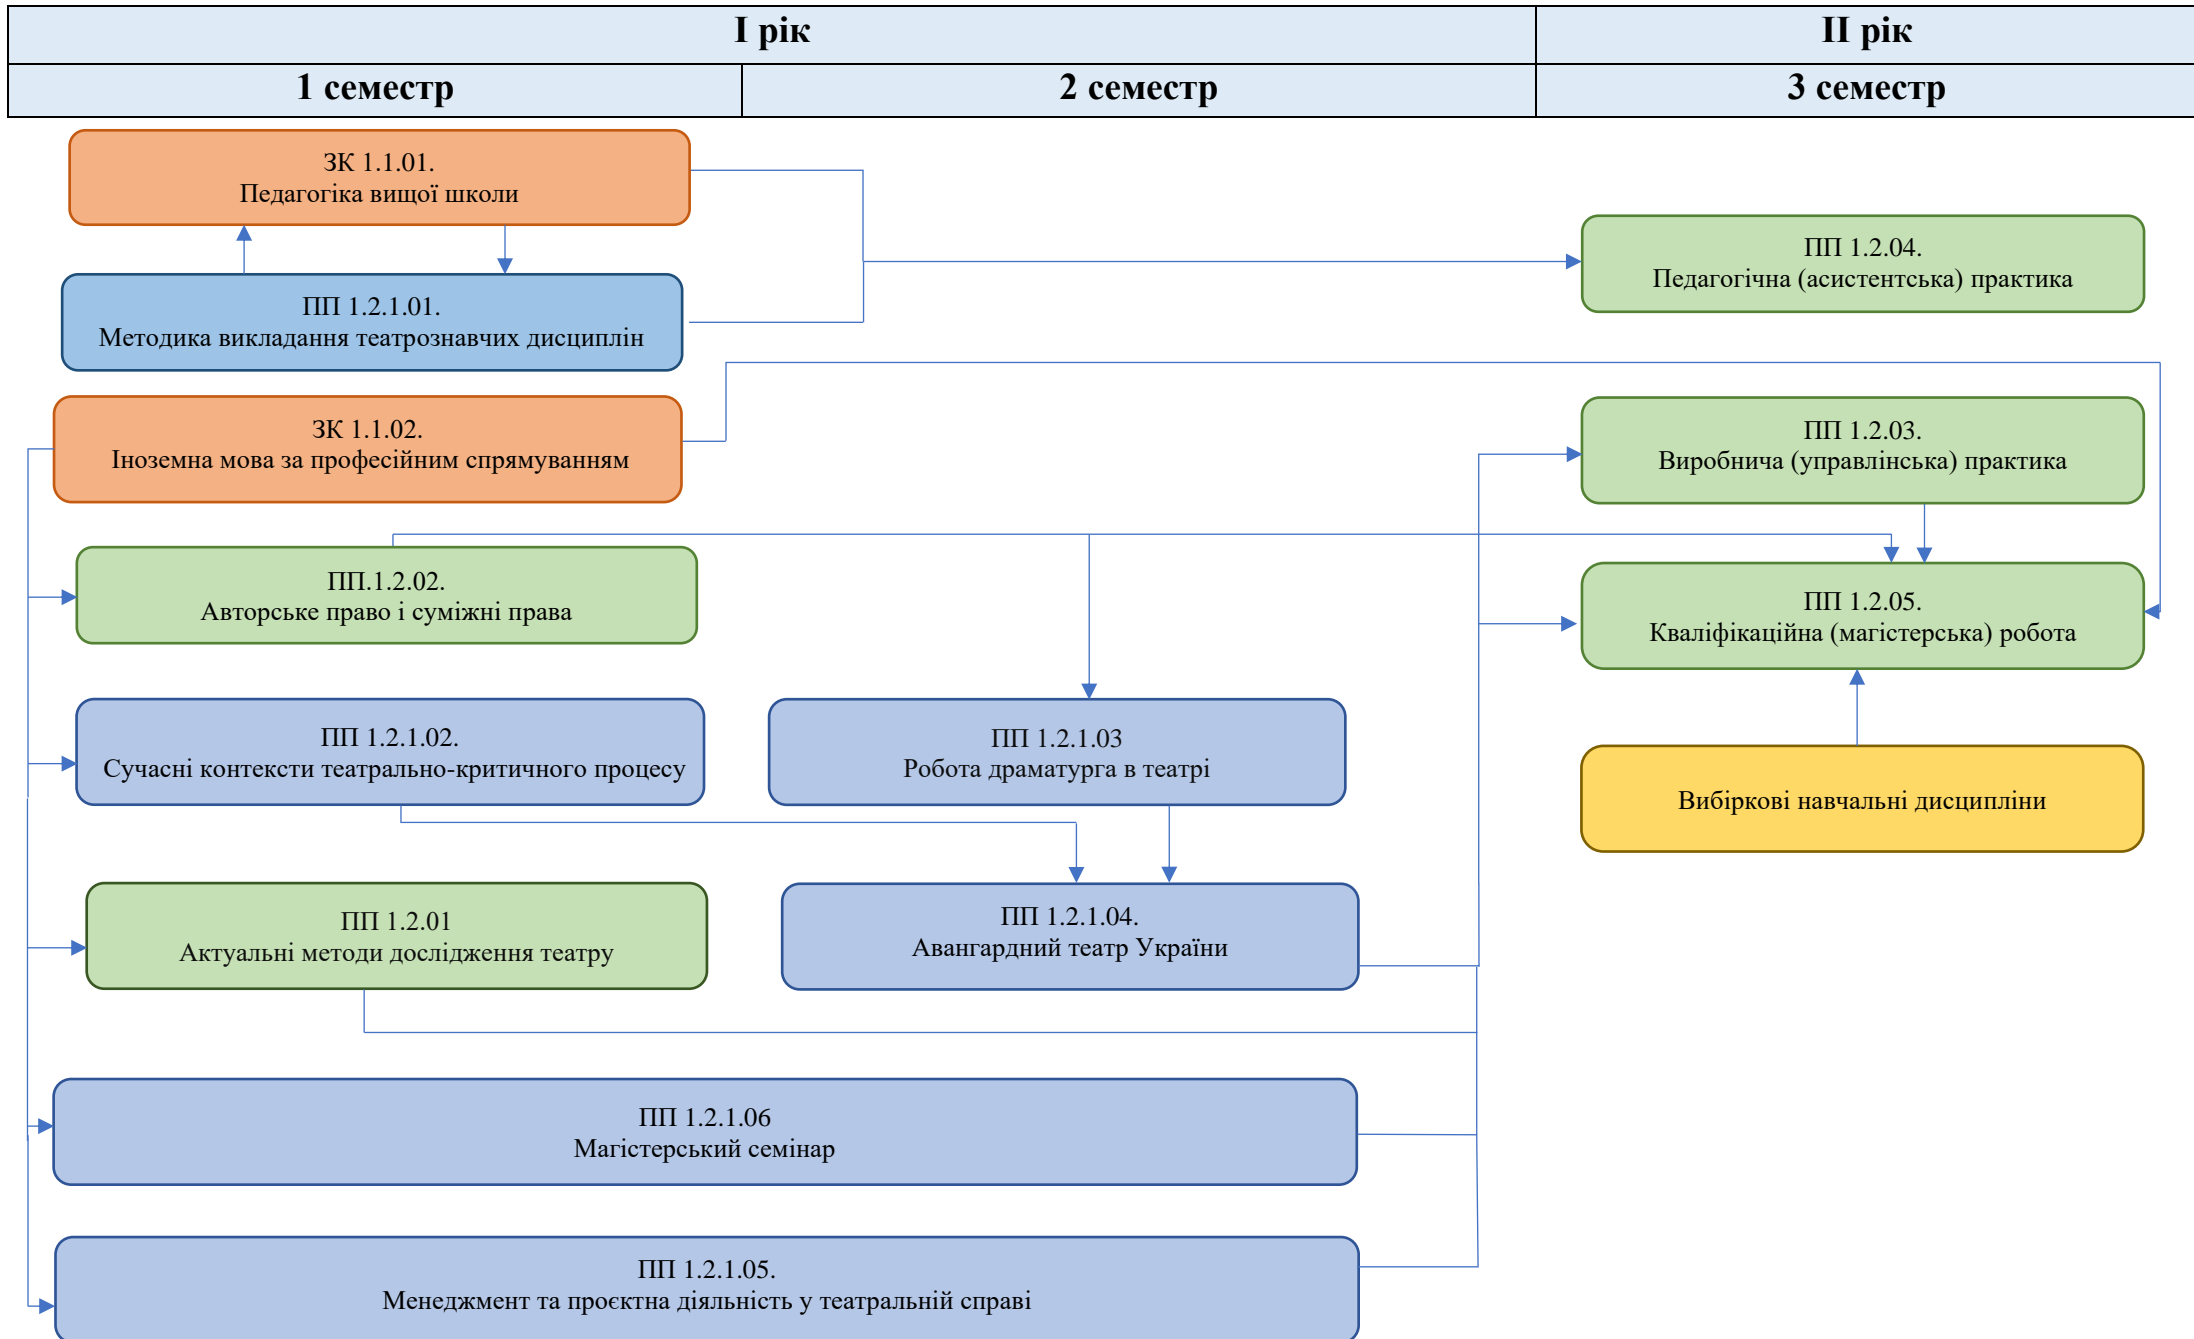 I рік
II рік
1 семестр
2 семестр
3 семестр
ЗК 1.1.01.
Педагогіка вищої школи
ПП 1.2.04.
Педагогічна (асистентська) практика
ПП 1.2.1.01.
Методика викладання театрознавчих дисциплін
ЗК 1.1.02.
Іноземна мова за професійним спрямуванням
ПП 1.2.03.
Виробнича (управлінська) практика
ПП.1.2.02.
Авторське право і суміжні права
ПП 1.2.05.
Кваліфікаційна (магістерська) робота
ПП 1.2.1.02.
Сучасні контексти театрально-критичного процесу
ПП 1.2.1.03
Робота драматурга в театрі
Вибіркові навчальні дисципліни
ПП 1.2.01
Актуальні методи дослідження театру
ПП 1.2.1.04.
Авангардний театр України
ПП 1.2.1.06
Магістерський семінар
ПП 1.2.1.05.
Менеджмент та проєктна діяльність у театральній справі